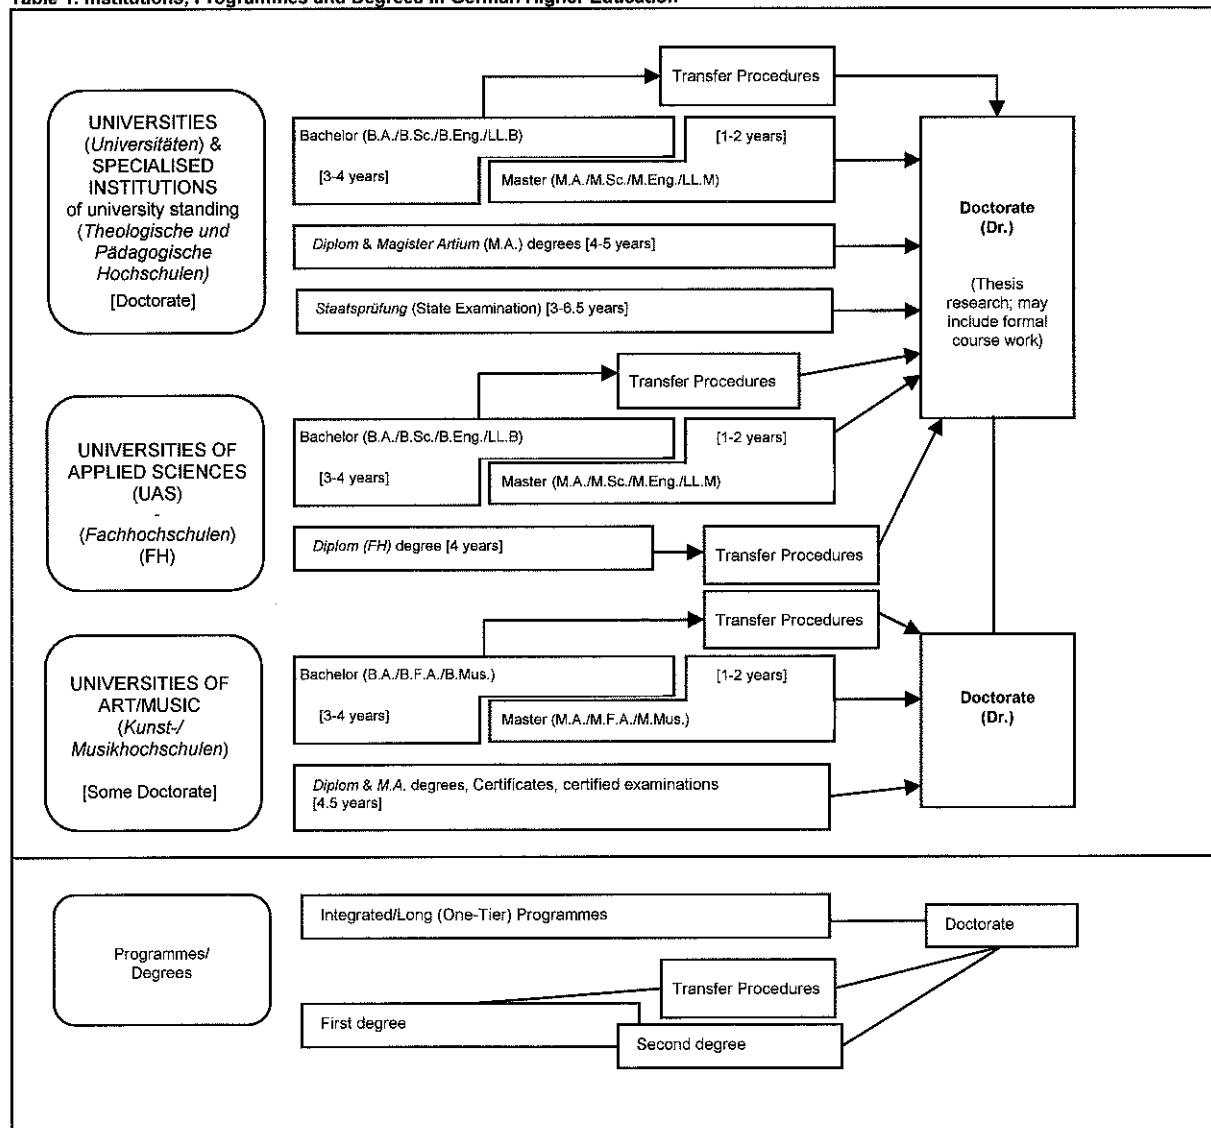 Table 1: Institutions, Programmes and Degrees in German Higher Education
Transfer Procedures
UNIVERSITIES
(Universitäten) &
SPECIALISED
INSTITUTIONS
of university standing
(Theologische und
Pädagogische
Hochschulen)
[Doctorate]
Bachelor (B.A./B.Sc./B.Eng./LL.B)
[3-4 years]
[1-2 years]
Master (M.A./M.Sc./M.Eng./LL.M)
Diplom & Magister Artium (M.A.) degrees [4-5 years]
Staatsprüfung (State Examination) [3-6.5 years]
Doctorate
(Dr.)
(Thesis
research; may
include formal
course work)
Transfer Procedures
UNIVERSITIES OF
APPLIED SCIENCES
(UAS)
-
(Fachhochschulen)
(FH)
Bachelor (B.A./B.Sc./B.Eng./LL.B)
[3-4 years]
[1-2 years]
Master (M.A./M.Sc./M.Eng./LL.M)
Diplom (FH) degree [4 years]
Transfer Procedures
Transfer Procedures
UNIVERSITIES OF
ART/MUSIC
(Kunst-/
Musikhochschulen)
[Some Doctorate]
Bachelor (B.A./B.F.A./B.Mus.)
[3-4 years]
[1-2 years]
Master (M.A./M.F.A./M.Mus.)
Diplom & M.A. degrees, Certificates, certified examinations
[4.5 years]
Doctorate
(Dr.)
Programmes/
Degrees
Integrated/Long (One-Tier) Programmes
Doctorate
Transfer Procedures
First degree
Second degree